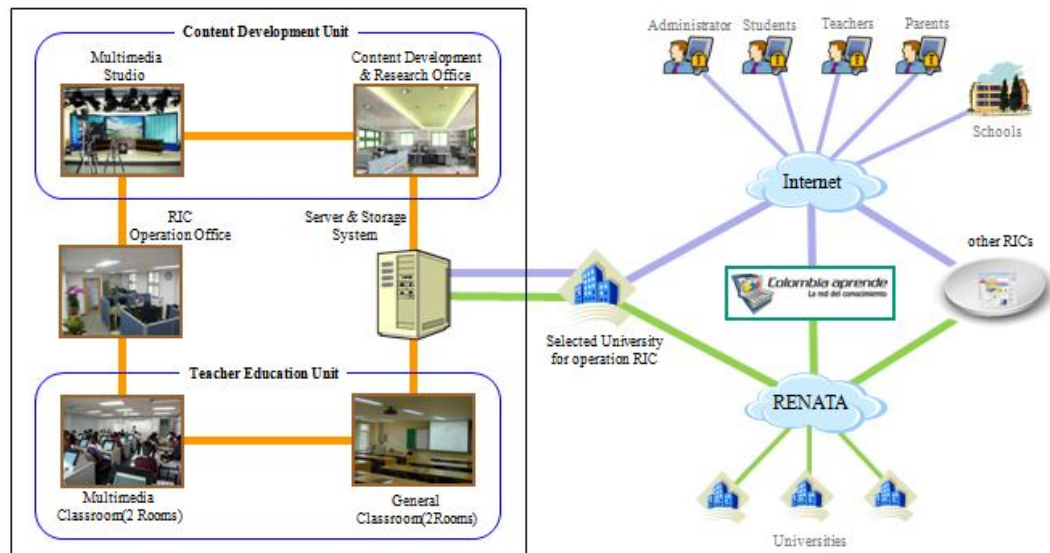 Content Development Unit
Multimedia
Studio
Content Development
& Research Office
RIC
Operation Office
Server & Storage
System
Teacher Education Unit
Multimedia
Classroom(2 Rooms)
General
Classroom(2Rooms)
Administrator
Students
Teachers
Parents
Schools
Internet
other RICs
Colombia aprende
La red del conocimiento
Selected University
for operation RIC
RENATA
Universities